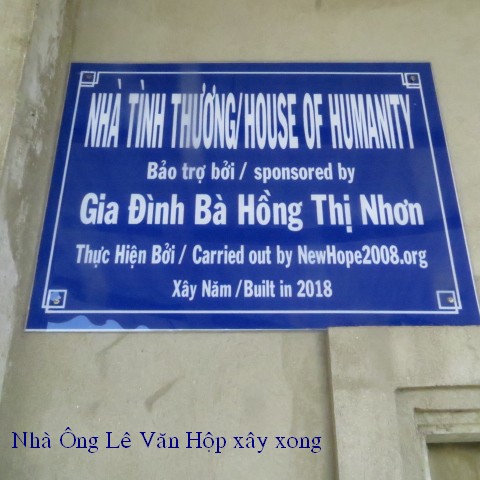 NHÀ TÌNH THƯƠNG/HOUSE OF HUMANITY
Bảo trợ bởi / sponsored by
Gia Đình Bà Hồng Thị Nhơn
Thực Hiện Bởi / Carried out by NewHope2008.org
Xây Năm /Built in 2018
Nhà Ông Lê Văn Hộp xây xong